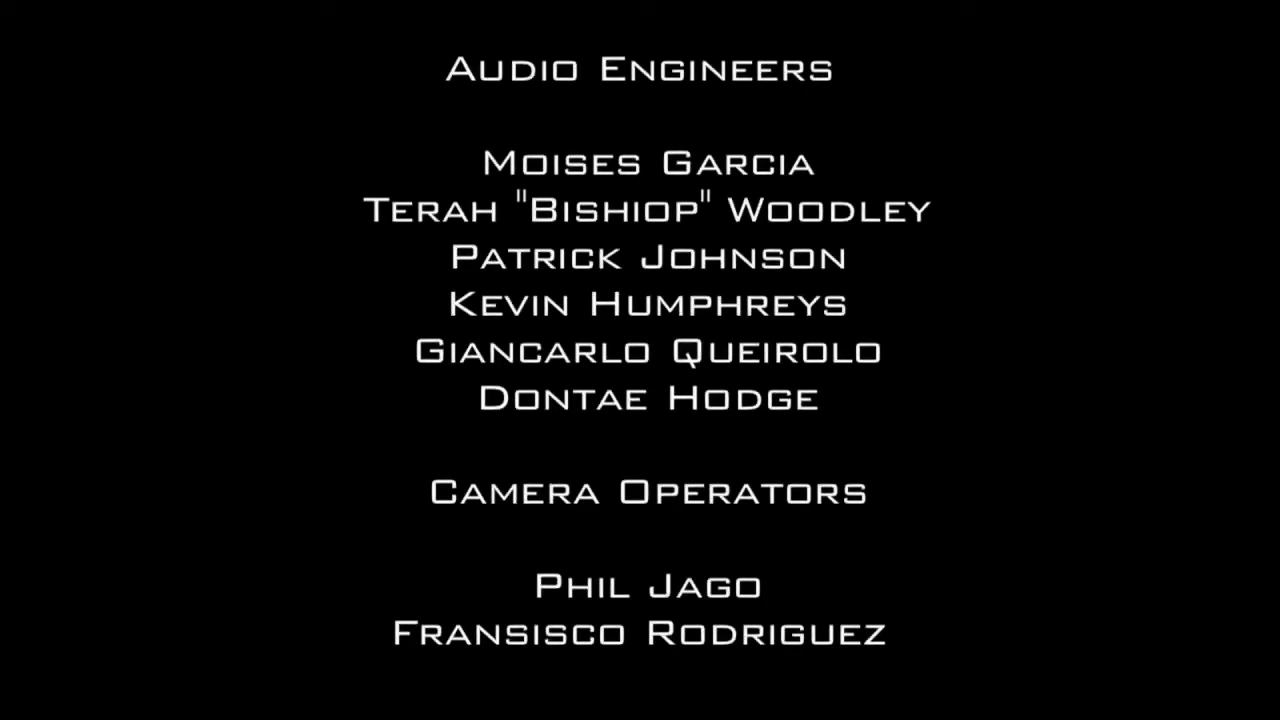 Audio Engineers
Moises Garcia
Terah "Bishiop" Woodley
Patrick Johnson
Kevin Humphreys
Giancarlo Queirolo
Dontae Hodge
Camera Operators
Phil Jago
Fransisco Rodriguez